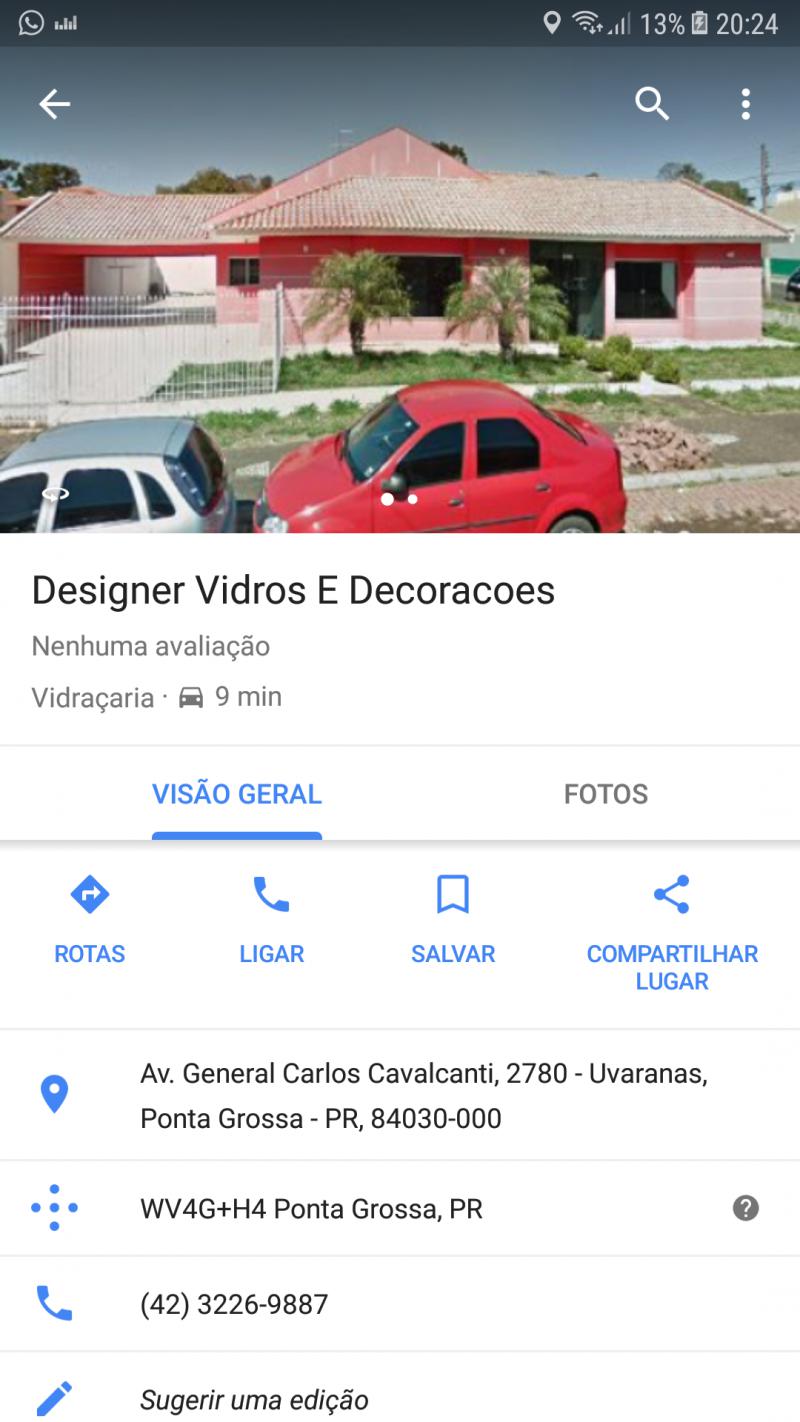 13% 20:24
Designer Vidros E Decoracoes
Nenhuma avaliação
Vidraçaria · 9 min
VISÃO GERAL FOTOS
ROTAS LIGAR SALVAR COMPARTILHAR
LUGAR
Av. General Carlos Cavalcanti, 2780 - Uvaranas,
Ponta Grossa - PR, 84030-000
WV4G+H4 Ponta Grossa, PR
(42) 3226-9887
Sugerir uma edição